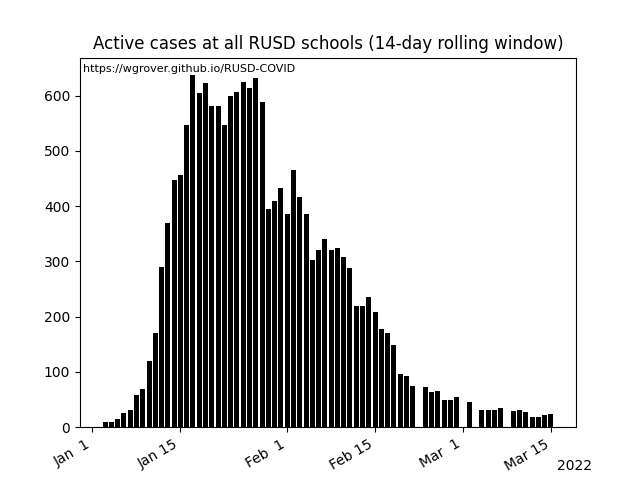 Active cases at all RUSD schools (14-day rolling window)
https://wgrover.github.io/RUSD-COVID
600
500
400
300
200
100
0
Jan 1
Jan 15
Feb 1
Feb 15
Mar 1
Mar 15
2022